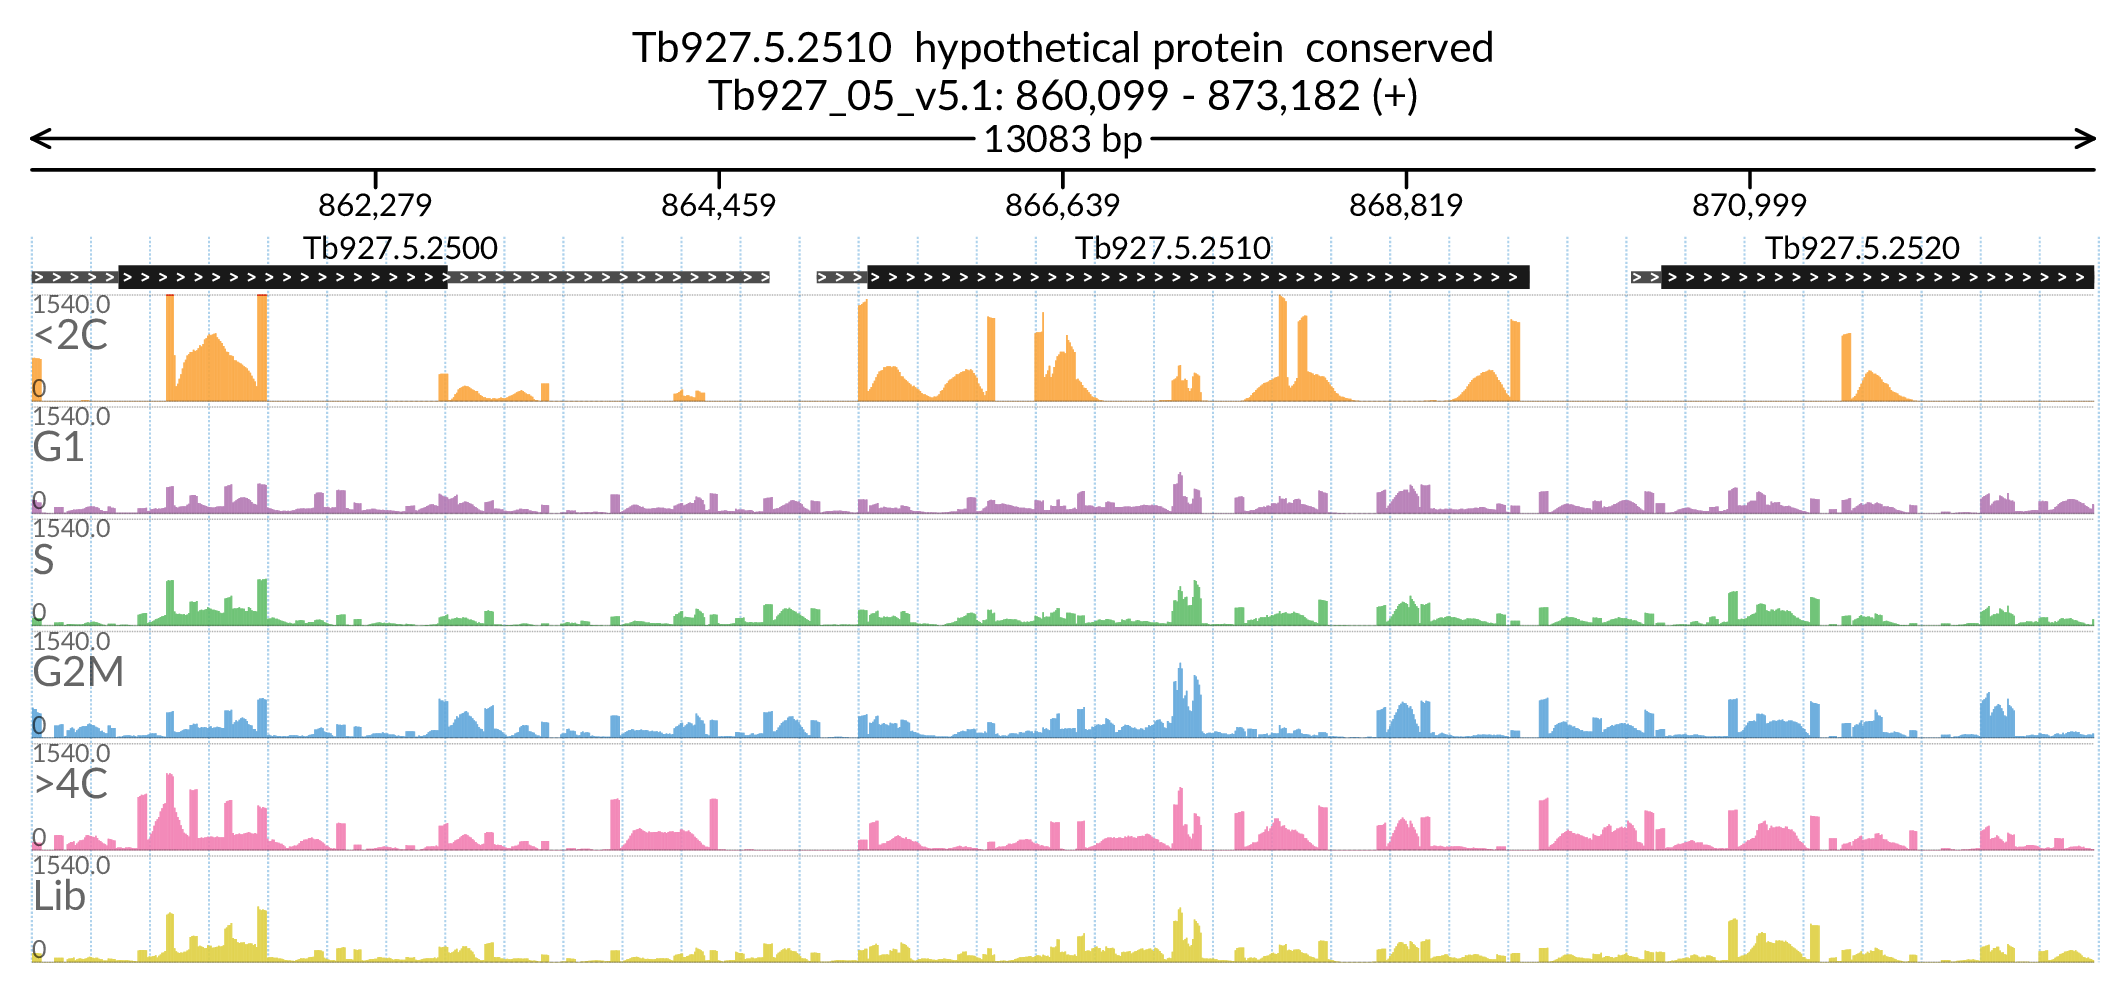 Tb927.5.2510 hypothetical protein conserved
Tb927_05_v5.1: 860,099 - 873,182 (+)
13083 bp
862,279 864,459 866,639 868,819 870,999
Tb927.5.2500 Tb927.5.2510 Tb927.5.2520
1540.0
<2C
0
1540.0
G1
0
1540.0
S
0
1540.0
G2M
0
1540.0
>4C
0
1540.0
Lib
0